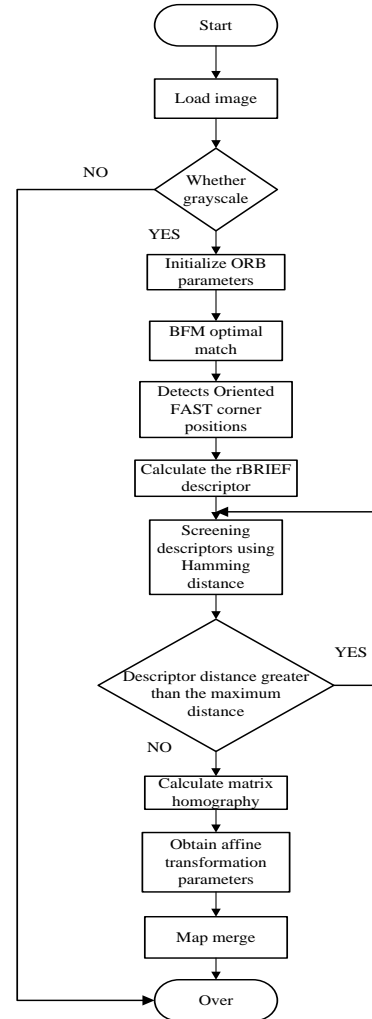 Start
Load image
NO
Whether
grayscale
YES
Initialize ORB
parameters
BFM optimal
match
Detects Oriented
FAST corner
positions
Calculate the rBRIEF
descriptor
Screening
descriptors using
Hamming
distance
YES
Descriptor distance greater
than the maximum
distance
NO
Calculate matrix
homography
Obtain affine
transformation
parameters
Map merge
Over